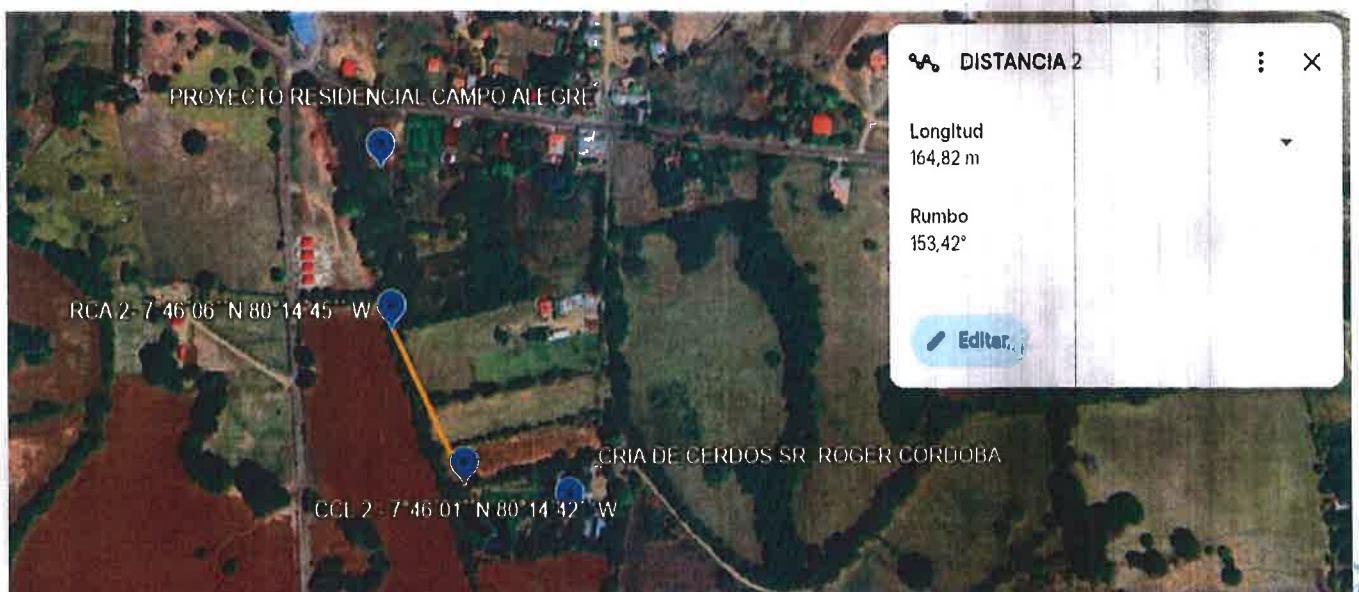 DISTANCIA 2
Longitud
164,82 m
Rumbo
153,42°
Editar
PROYECTO RESIDENCIAL CAMPO ALEGRE
RCA 2- 7°46'06" N 80°14'45" W
CRIA DE CERDOS SR ROGER CORDOBA
CCL 2 - 7°46'01" N 80°14'42" W